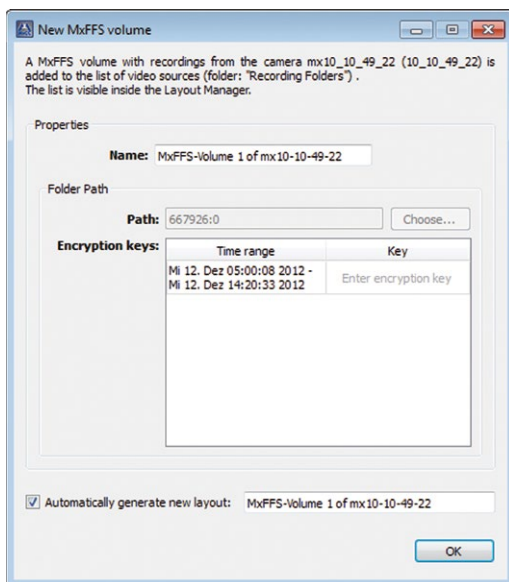 New MxFFS volume
A MxFFS volume with recordings from the camera mx10_10_49_22 (10_10_49_22) is
added to the list of video sources (folder: "Recording Folders") .
The list is visible inside the Layout Manager.
Properties
Name: MxFFS-Volume 1 of mx10-10-49-22
Folder Path
Path: 667926:0 Choose...
Encryption keys: Time range Key
Mi 12. Dez 05:00:08 2012 -
Mi 12. Dez 14:20:33 2012
Enter encryption key
Automatically generate new layout: MxFFS-Volume 1 of mx10-10-49-22
OK